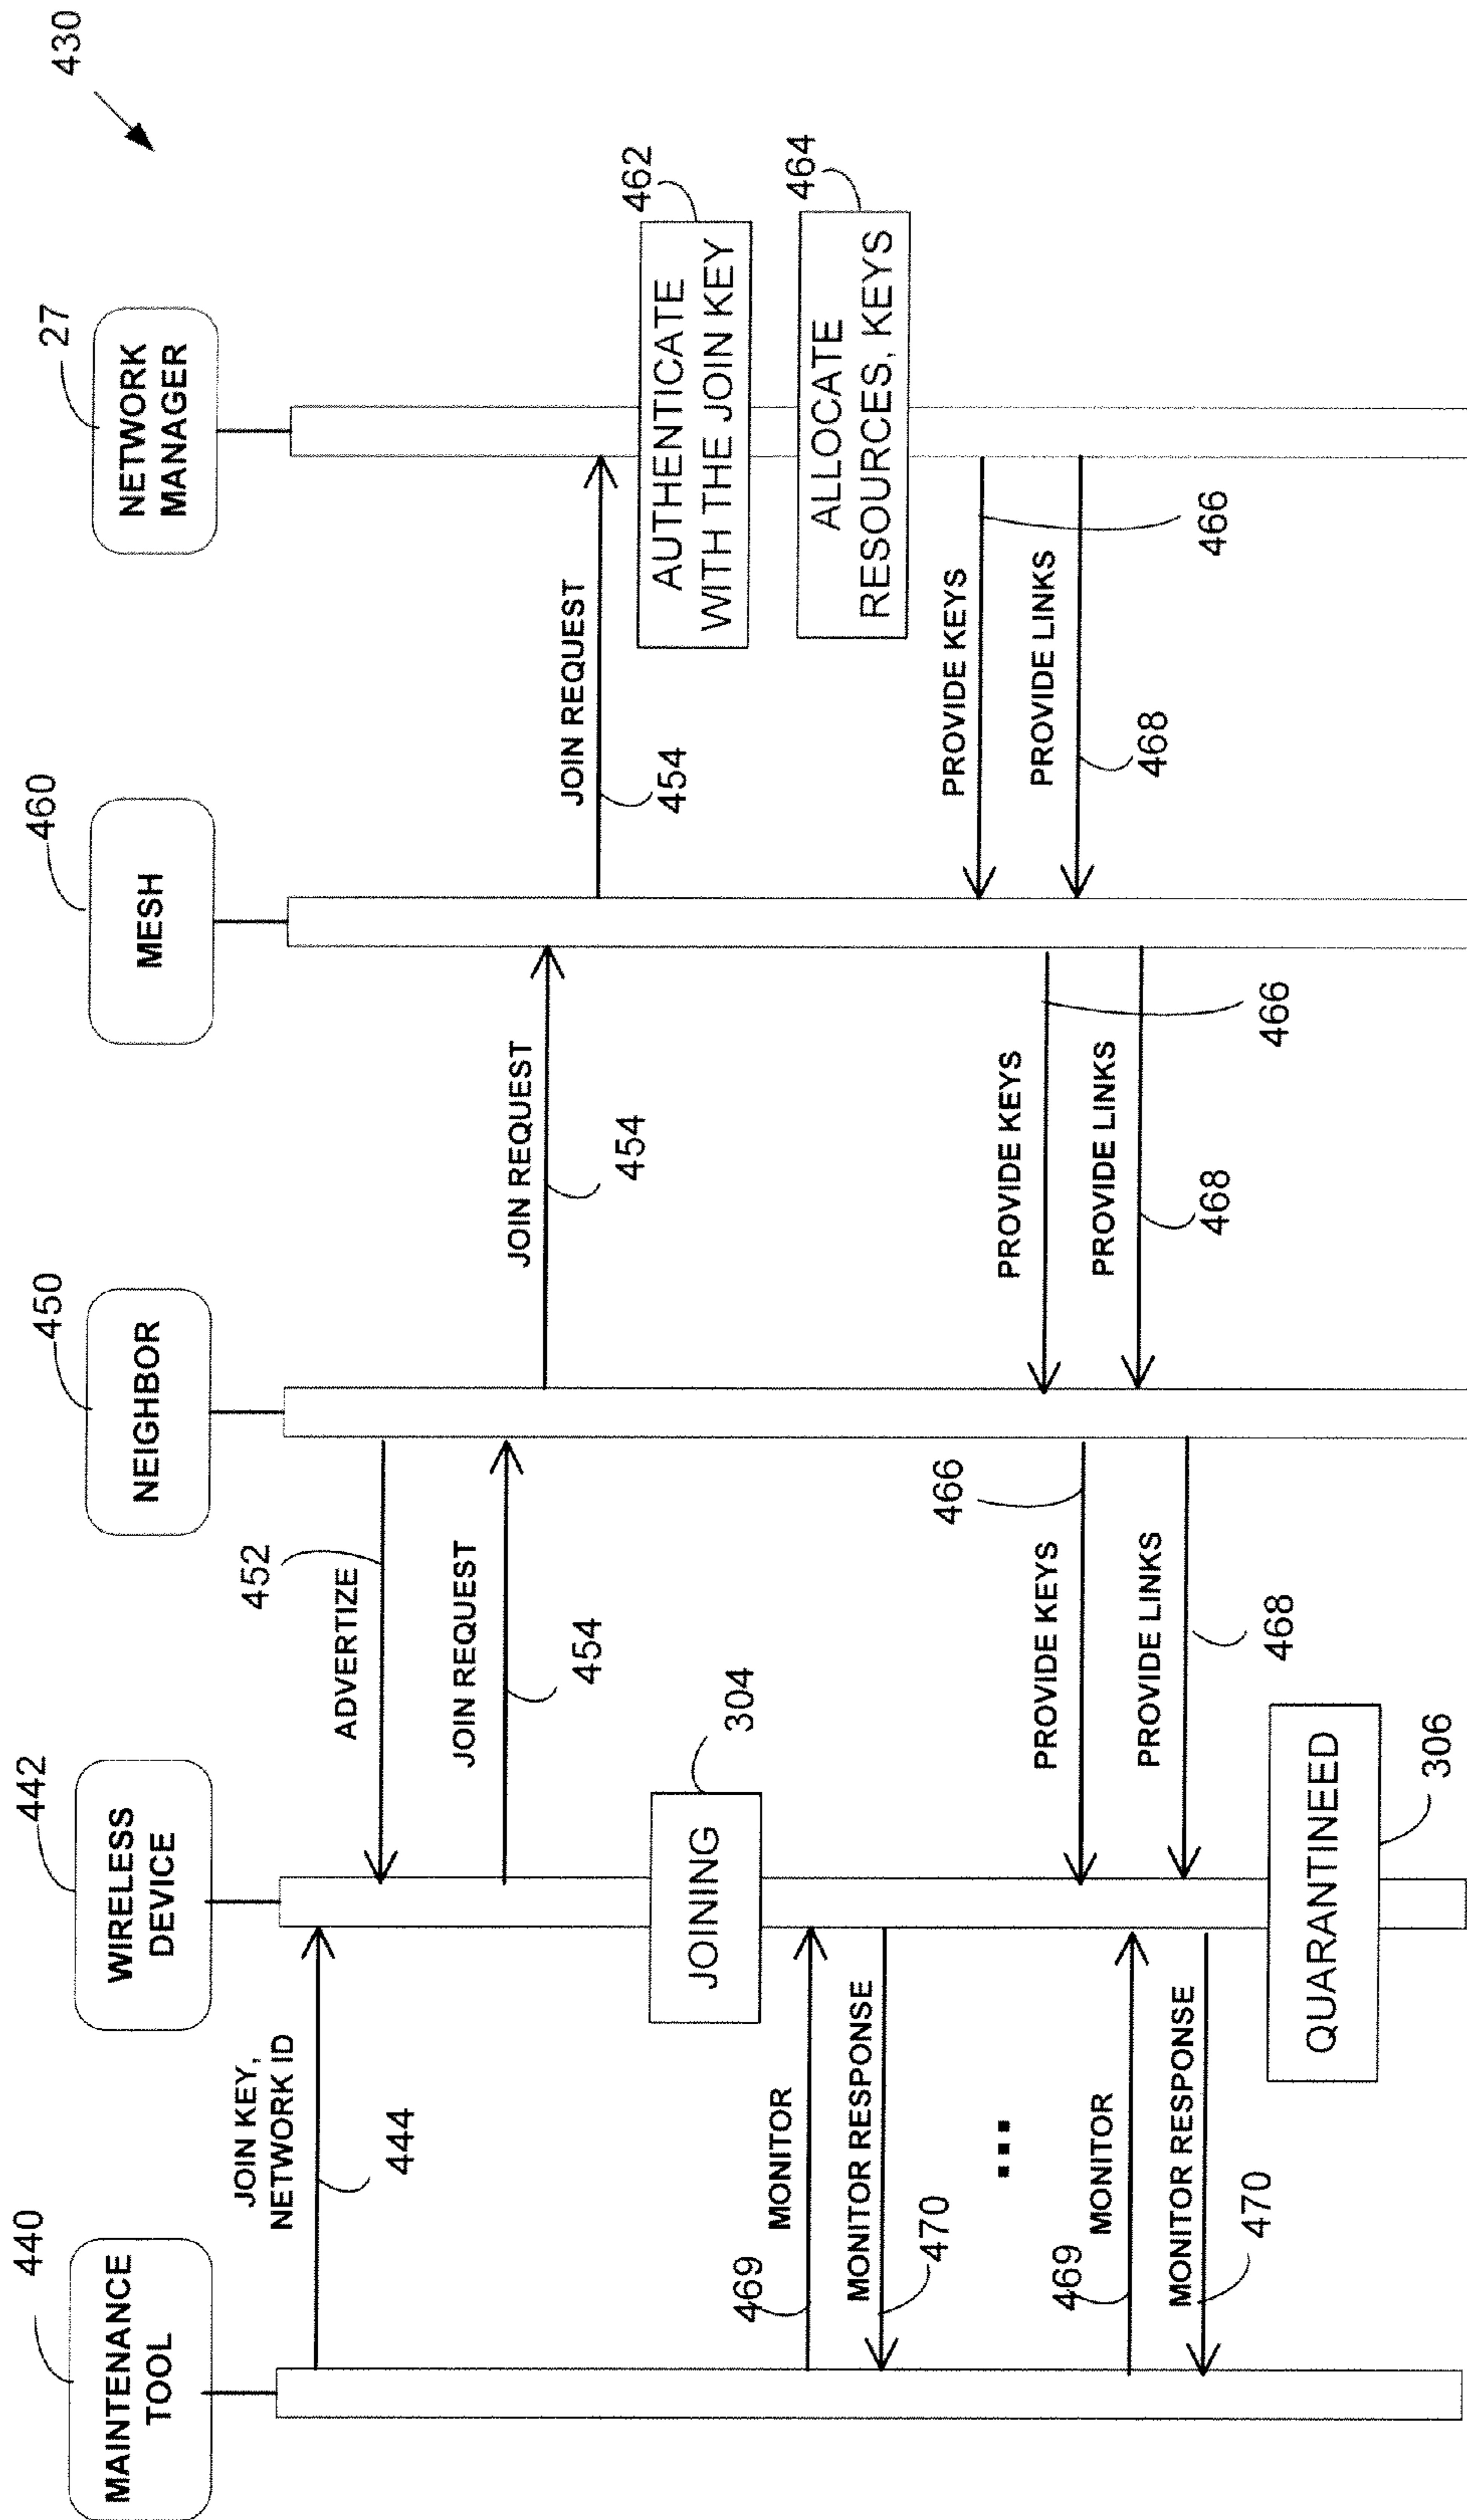 430
440
MAINTENANCE
TOOL
442
WIRELESS
DEVICE
450
NEIGHBOR
460
MESH
27
NETWORK
MANAGER
JOIN KEY,
NETWORK ID
444
452
ADVERTIZE
JOIN REQUEST
454
JOIN REQUEST
454
JOIN REQUEST
454
JOINING
304
AUTHENTICATE
WITH THE JOIN KEY
462
ALLOCATE
RESOURCES, KEYS
464
MONITOR
469
MONITOR RESPONSE
470
...
PROVIDE KEYS
466
PROVIDE LINKS
468
PROVIDE KEYS
466
PROVIDE LINKS
468
PROVIDE KEYS
466
PROVIDE LINKS
468
MONITOR
469
MONITOR RESPONSE
470
QUARANTINEED
306